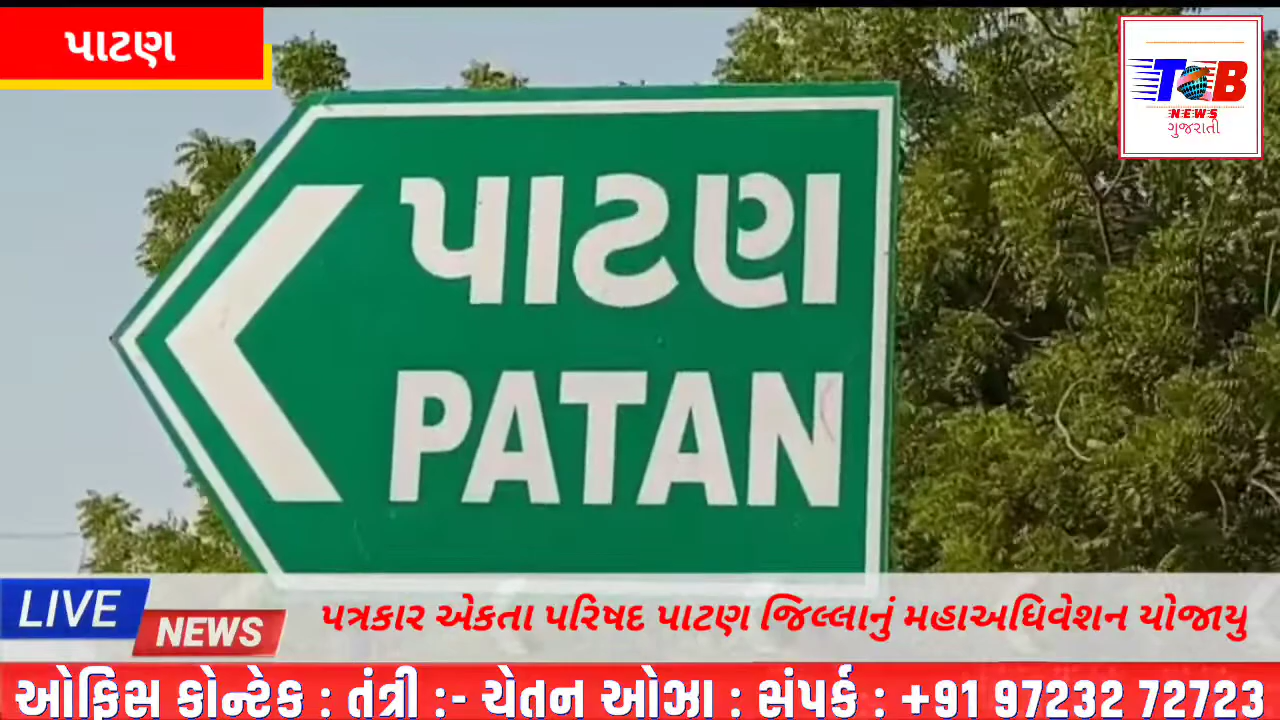 પાટણ
TCB
NEWS
ગુજરાતી
પાટણ
PATAN
LIVE
NEWS
પત્રકાર એકતા પરિષદ પાટણ જિલ્લાનું મહાઅધિવેશન યોજાયુ
ઓફિસ કોન્ટેક : તંત્રી :- ચેતન ઓઝા : સંપર્ક : +91 97232 72723